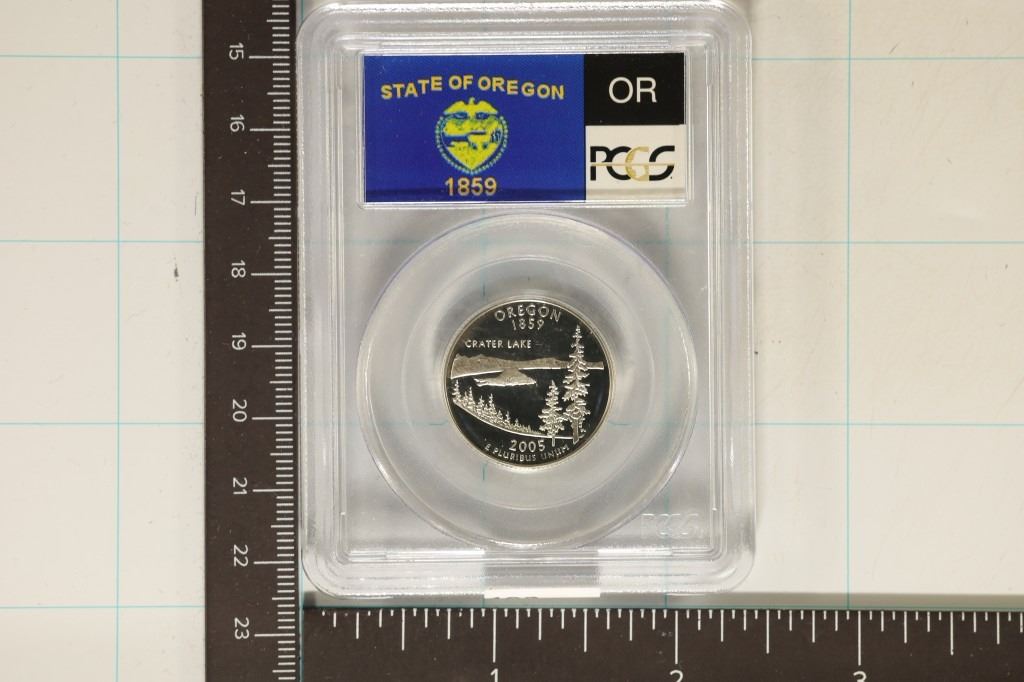 STATE OF OREGON
1859
OR
PCGS
OREGON
1859
CRATER LAKE
2005
E PLURIBUS UNUM
PCGS
15
16
17
18
19
20
21
22
23
1
2
3